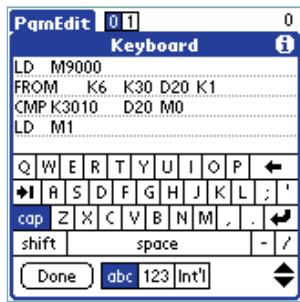 PqmEdit 0 1 0
Keyboard i
LD M9000
FROM K6 K30 D20 K1
CMP K3010 D20 M0
LD M1
Q W E R T Y U I O P
A S D F G H J K L ; '
cap Z X C V B N M , .
shift space - /
Done abc 123 Int'l